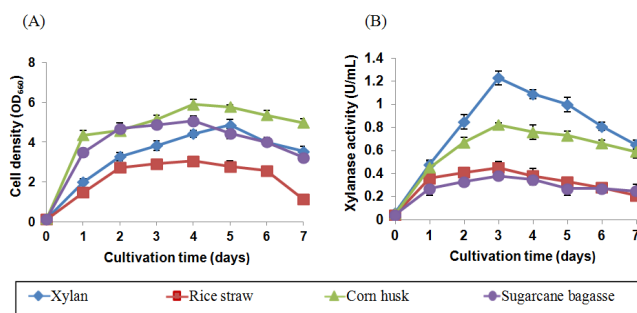 (A)
(B)
Cell density (OD₆₆₀)
8
6
4
2
0
0 1 2 3 4 5 6 7
Cultivation time (days)
Xylanase activity (U/mL)
1.4
1.2
1
0.8
0.6
0.4
0.2
0
0 1 2 3 4 5 6 7
Cultivation time (days)
Xylan Rice straw Corn husk Sugarcane bagasse